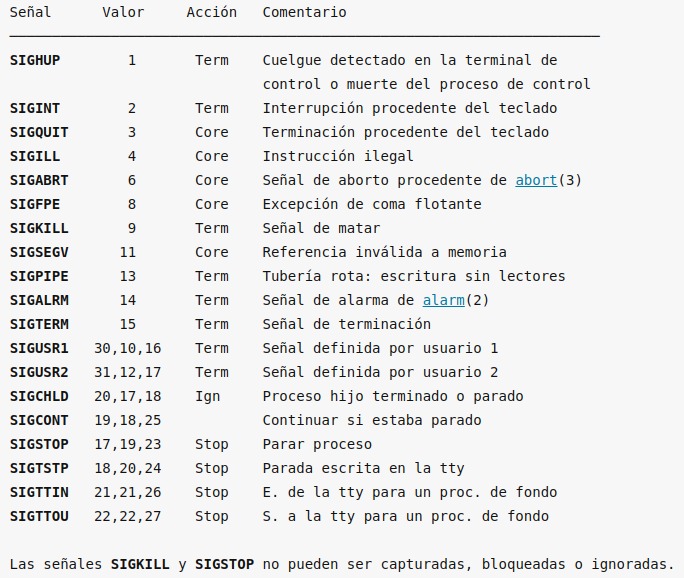 Señal Valor Acción Comentario
SIGHUP 1 Term Cuelgue detectado en la terminal de
control o muerte del proceso de control
SIGINT 2 Term Interrupción procedente del teclado
SIGQUIT 3 Core Terminación procedente del teclado
SIGILL 4 Core Instrucción ilegal
SIGABRT 6 Core Señal de aborto procedente de abort(3)
SIGFPE 8 Core Excepción de coma flotante
SIGKILL 9 Term Señal de matar
SIGSEGV 11 Core Referencia inválida a memoria
SIGPIPE 13 Term Tubería rota: escritura sin lectores
SIGALRM 14 Term Señal de alarma de alarm(2)
SIGTERM 15 Term Señal de terminación
SIGUSR1 30,10,16 Term Señal definida por usuario 1
SIGUSR2 31,12,17 Term Señal definida por usuario 2
SIGCHLD 20,17,18 Ign Proceso hijo terminado o parado
SIGCONT 19,18,25 Continuar si estaba parado
SIGSTOP 17,19,23 Stop Parar proceso
SIGTSTP 18,20,24 Stop Parada escrita en la tty
SIGTTIN 21,21,26 Stop E. de la tty para un proc. de fondo
SIGTTOU 22,22,27 Stop S. a la tty para un proc. de fondo
Las señales SIGKILL y SIGSTOP no pueden ser capturadas, bloqueadas o ignoradas.